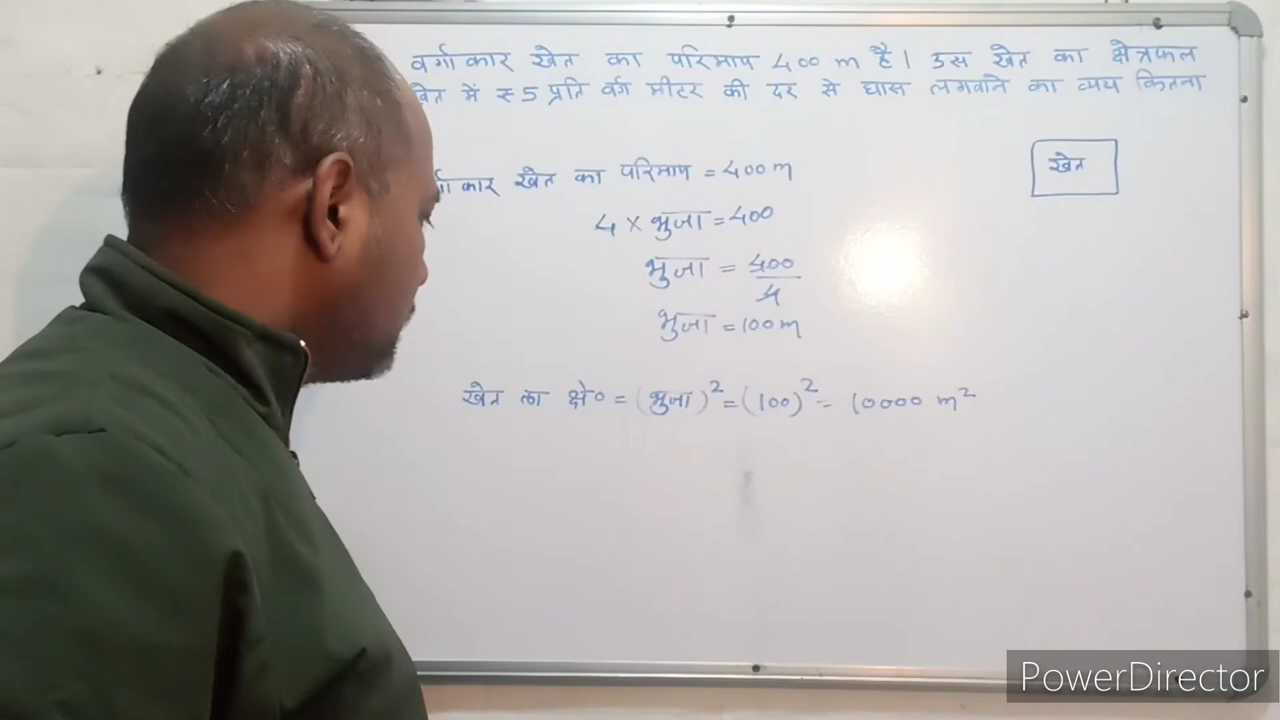 वर्गाकार खेत का परिमाप 400 m है। उस खेत का क्षेत्रफल
खेत में ₹5 प्रति वर्ग मीटर की दर से घास लगवाने का व्यय कितना
खेत
र्गाकार खेत का परिमाप = 400 m
4 × भुजा = 400
भुजा = 400
4
भुजा = 100 m
खेत का क्षे० = (भुजा)² = (100)² = 10000 m²
PowerDirector